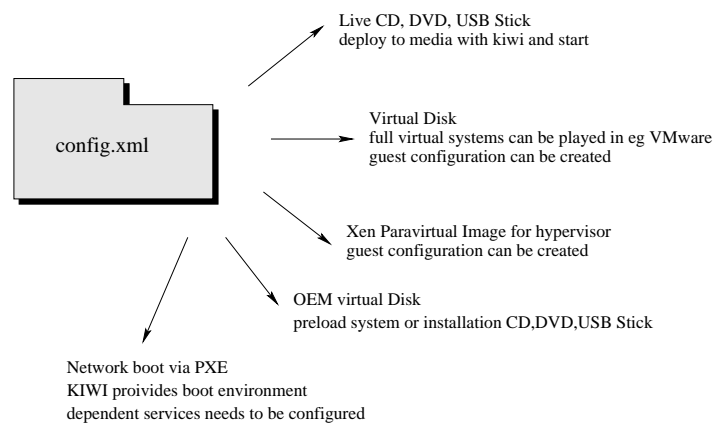 Live CD, DVD, USB Stick
deploy to media with kiwi and start
config.xml
Virtual Disk
full virtual systems can be played in eg VMware
guest configuration can be created
Xen Paravirtual Image for hypervisor
guest configuration can be created
OEM virtual Disk
preload system or installation CD,DVD,USB Stick
Network boot via PXE
KIWI proivides boot environment
dependent services needs to be configured